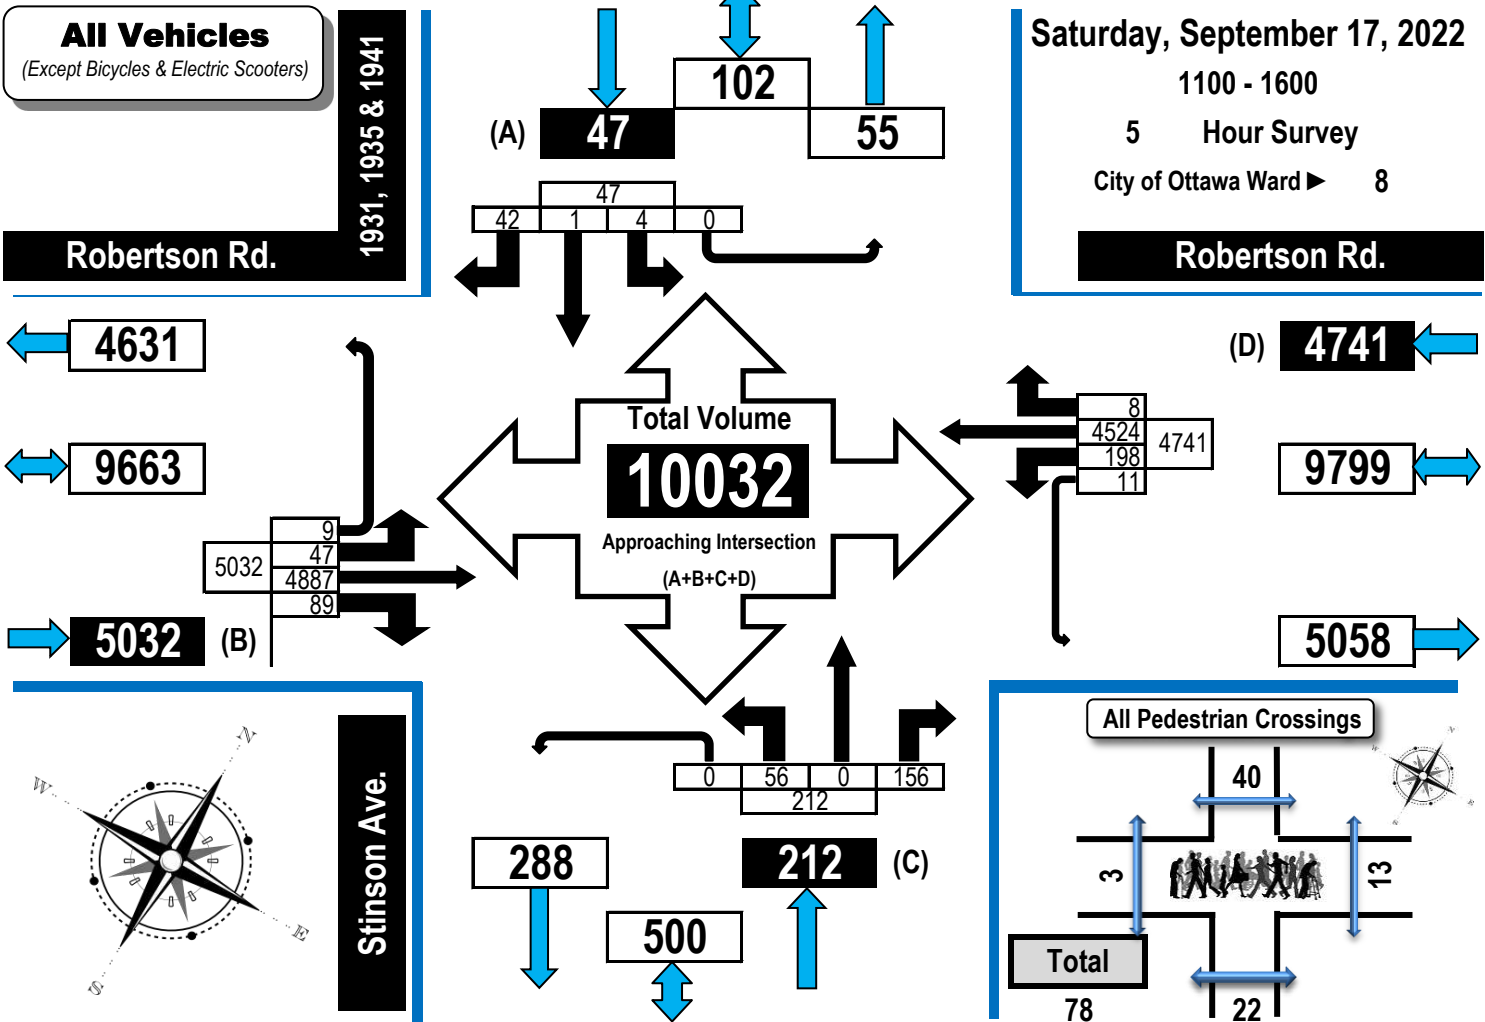 All Vehicles
(Except Bicycles & Electric Scooters)
1931, 1935 & 1941
Robertson Rd.
102
(A)
47
55
47
42 1 4 0
Saturday, September 17, 2022
1100 - 1600
5 Hour Survey
City of Ottawa Ward ► 8
Robertson Rd.
4631
9663
9
47
4887
89
5032
5032
(B)
Total Volume
10032
Approaching Intersection
(A+B+C+D)
(D)
4741
8
4524
198
11
4741
9799
5058
0 56 0 156
212
288
212
(C)
500
Stinson Ave.
N
W
E
S
All Pedestrian Crossings
40
3
13
22
Total
78
N
W
E
S